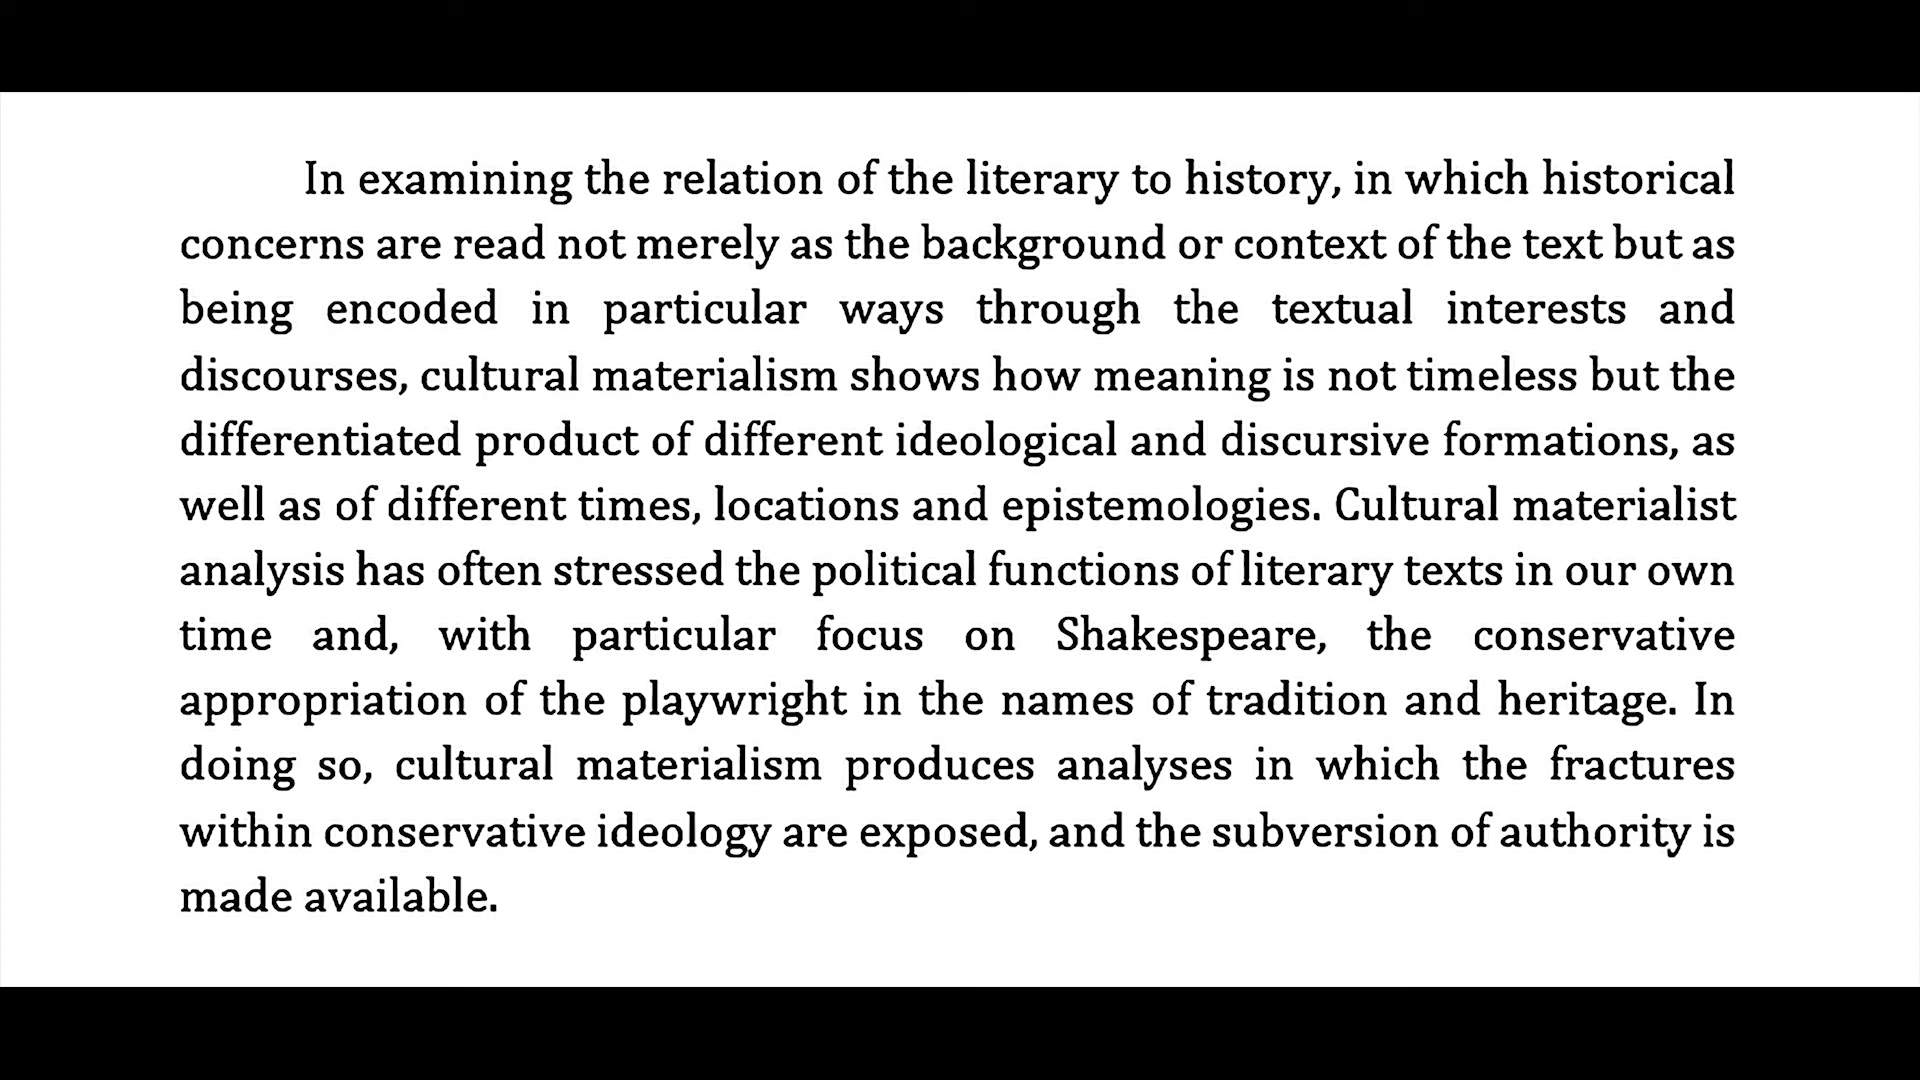 In examining the relation of the literary to history, in which historical
concerns are read not merely as the background or context of the text but as
being encoded in particular ways through the textual interests and
discourses, cultural materialism shows how meaning is not timeless but the
differentiated product of different ideological and discursive formations, as
well as of different times, locations and epistemologies. Cultural materialist
analysis has often stressed the political functions of literary texts in our own
time and, with particular focus on Shakespeare, the conservative
appropriation of the playwright in the names of tradition and heritage. In
doing so, cultural materialism produces analyses in which the fractures
within conservative ideology are exposed, and the subversion of authority is
made available.